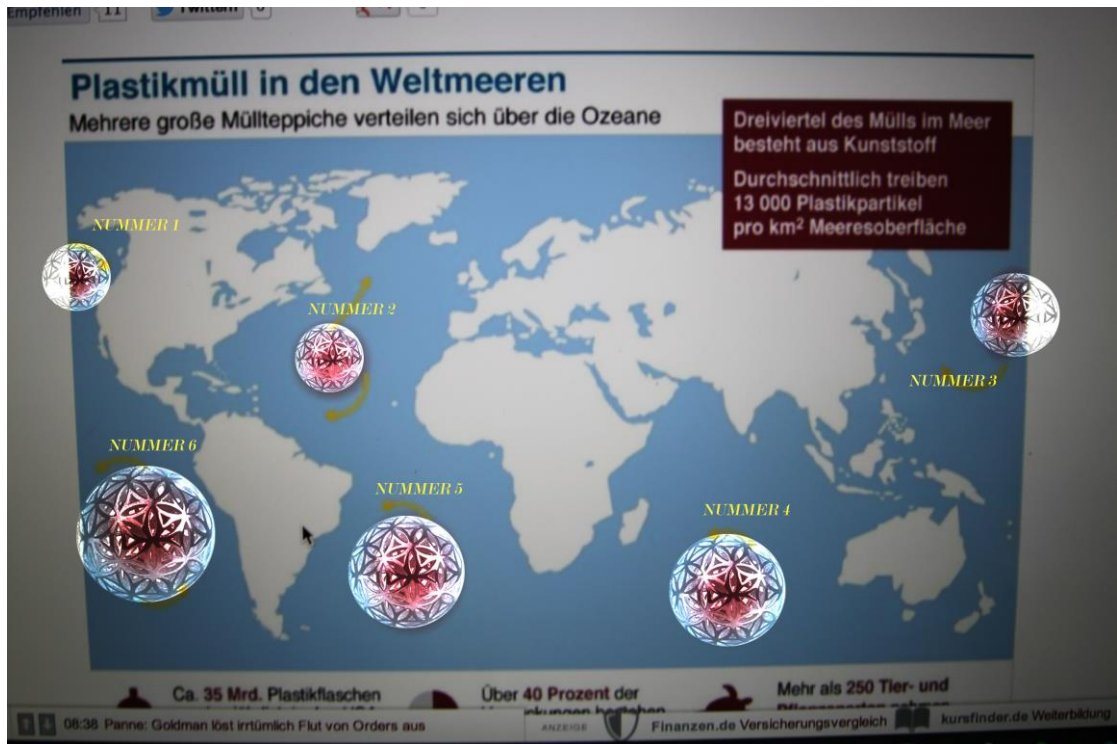 Empfehlen 11 Twittern
Plastikmüll in den Weltmeeren
Mehrere große Müllteppiche verteilen sich über die Ozeane
Dreiviertel des Mülls im Meer
besteht aus Kunststoff
Durchschnittlich treiben
13 000 Plastikpartikel
pro km² Meeresoberfläche
NUMMER 1
NUMMER 2
NUMMER 3
NUMMER 6
NUMMER 5
NUMMER 4
Ca. 35 Mrd. Plastikflaschen
Über 40 Prozent der
Mehr als 250 Tier- und
08:38 Panne: Goldman löst irrtümlich Flut von Orders aus
ANZEIGE
Finanzen.de Versicherungsvergleich
kursfinder.de Weiterbildung